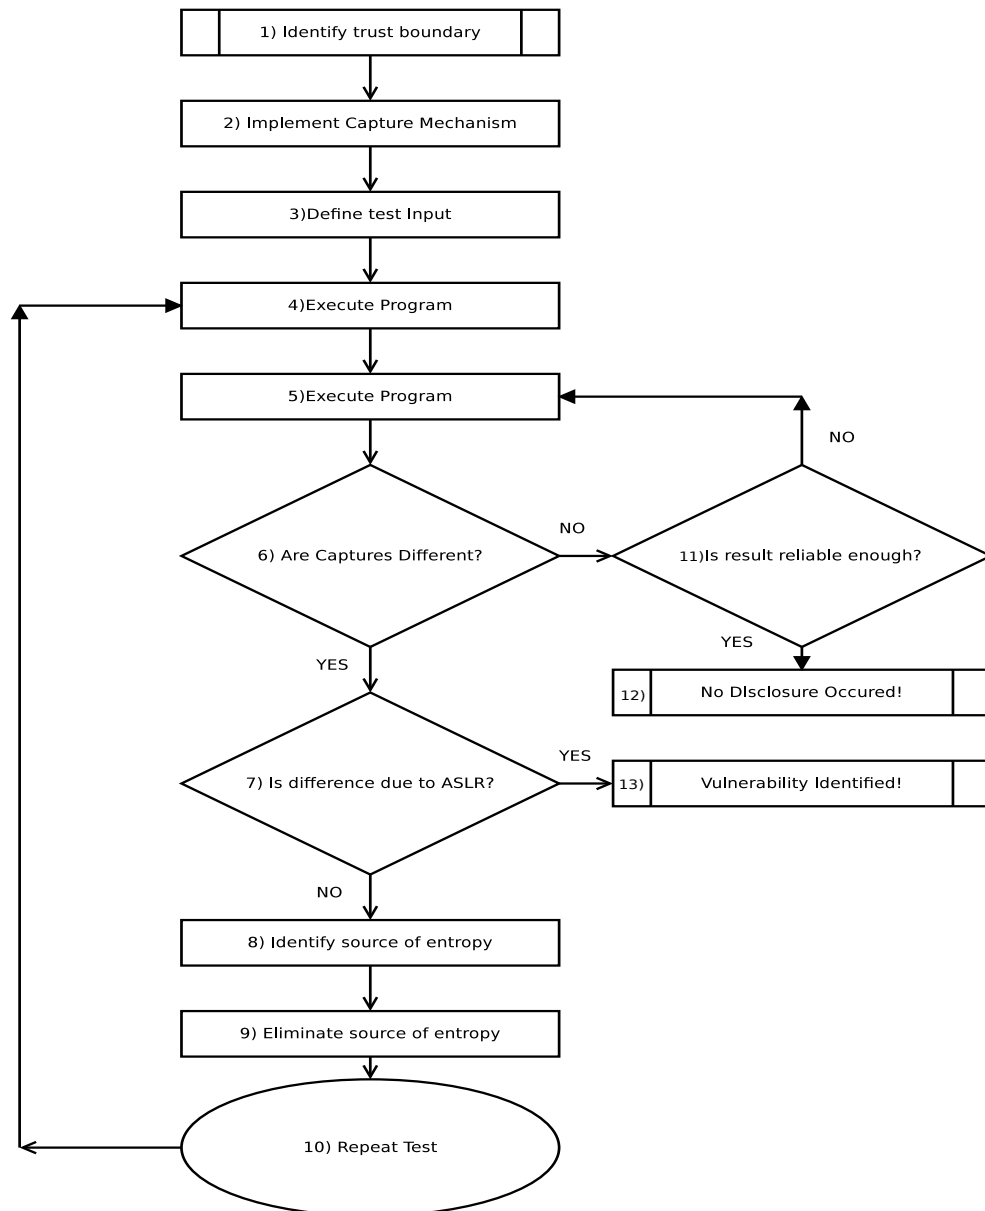 1) Identify trust boundary
2) Implement Capture Mechanism
3)Define test Input
4)Execute Program
5)Execute Program
NO
6) Are Captures Different?
NO
11)Is result reliable enough?
YES
YES
12) No DIsclosure Occured!
7) Is difference due to ASLR?
YES
13) Vulnerability Identified!
NO
8) Identify source of entropy
9) Eliminate source of entropy
10) Repeat Test